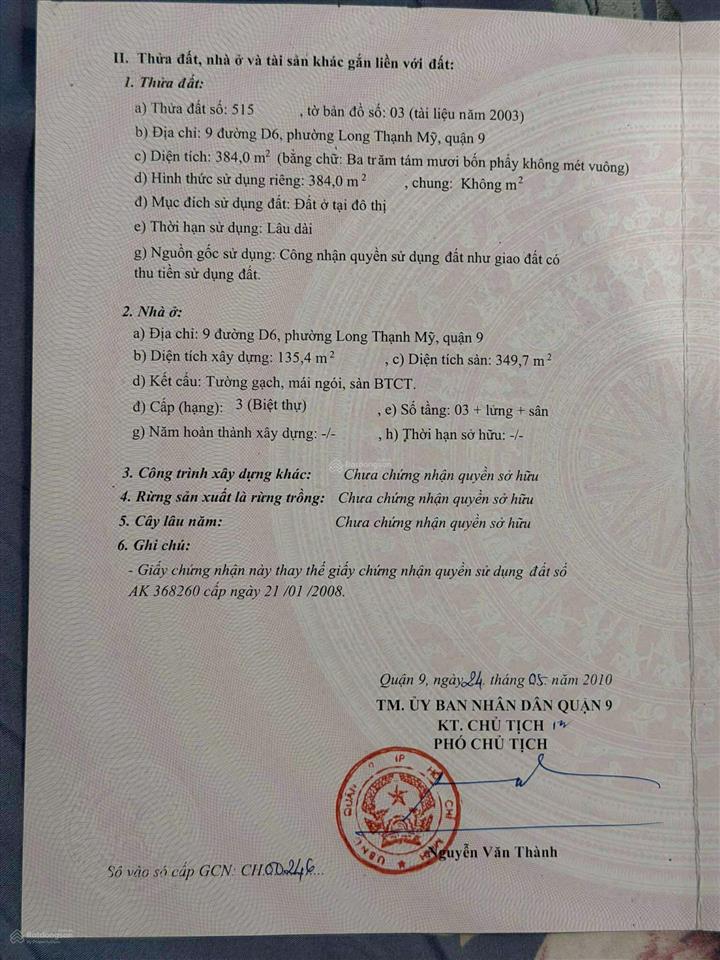 II. Thửa đất, nhà ở và tài sản khác gắn liền với đất:
1. Thửa đất:
a) Thửa đất số: 515 , tờ bản đồ số: 03 (tài liệu năm 2003)
b) Địa chỉ: 9 đường D6, phường Long Thạnh Mỹ, quận 9
c) Diện tích: 384,0 m² (bằng chữ: Ba trăm tám mươi bốn phẩy không mét vuông)
d) Hình thức sử dụng riêng: 384,0 m ² , chung: Không m²
đ) Mục đích sử dụng đất: Đất ở tại đô thị
e) Thời hạn sử dụng: Lâu dài
g) Nguồn gốc sử dụng: Công nhận quyền sử dụng đất như giao đất có
thu tiền sử dụng đất.
2. Nhà ở:
a) Địa chỉ: 9 đường D6, phường Long Thạnh Mỹ, quận 9
b) Diện tích xây dựng: 135,4 m ² , c) Diện tích sàn: 349,7 m ²
d) Kết cấu: Tường gạch, mái ngói, sàn BTCT.
đ) Cấp (hạng): 3 (Biệt thự) , e) Số tầng: 03 + lửng + sân
g) Năm hoàn thành xây dựng: -/- , h) Thời hạn sở hữu: -/-
3. Công trình xây dựng khác: Chưa chứng nhận quyền sở hữu
4. Rừng sản xuất là rừng trồng: Chưa chứng nhận quyền sở hữu
5. Cây lâu năm: Chưa chứng nhận quyền sở hữu
6. Ghi chú:
- Giấy chứng nhận này thay thế giấy chứng nhận quyền sử dụng đất số
AK 368260 cấp ngày 21 /01 /2008.
Quận 9, ngày 24 tháng 05 năm 2010
TM. ỦY BAN NHÂN DÂN QUẬN 9
KT. CHỦ TỊCH
PHÓ CHỦ TỊCH
UBND QUẬN 9 TP HỒ CHÍ MINH
Nguyễn Văn Thành
Số vào sổ cấp GCN: CH.00246...
Batdongsan